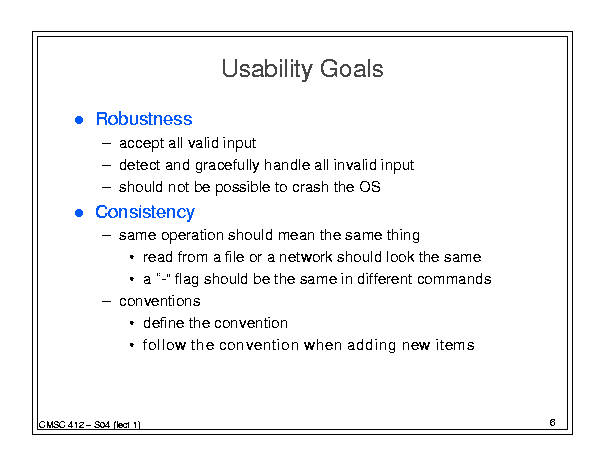 Usability Goals
● Robustness
– accept all valid input
– detect and gracefully handle all invalid input
– should not be possible to crash the OS
● Consistency
– same operation should mean the same thing
• read from a file or a network should look the same
• a "-" flag should be the same in different commands
– conventions
• define the convention
• follow the convention when adding new items
CMSC 412 – S04 (lect 1)
6